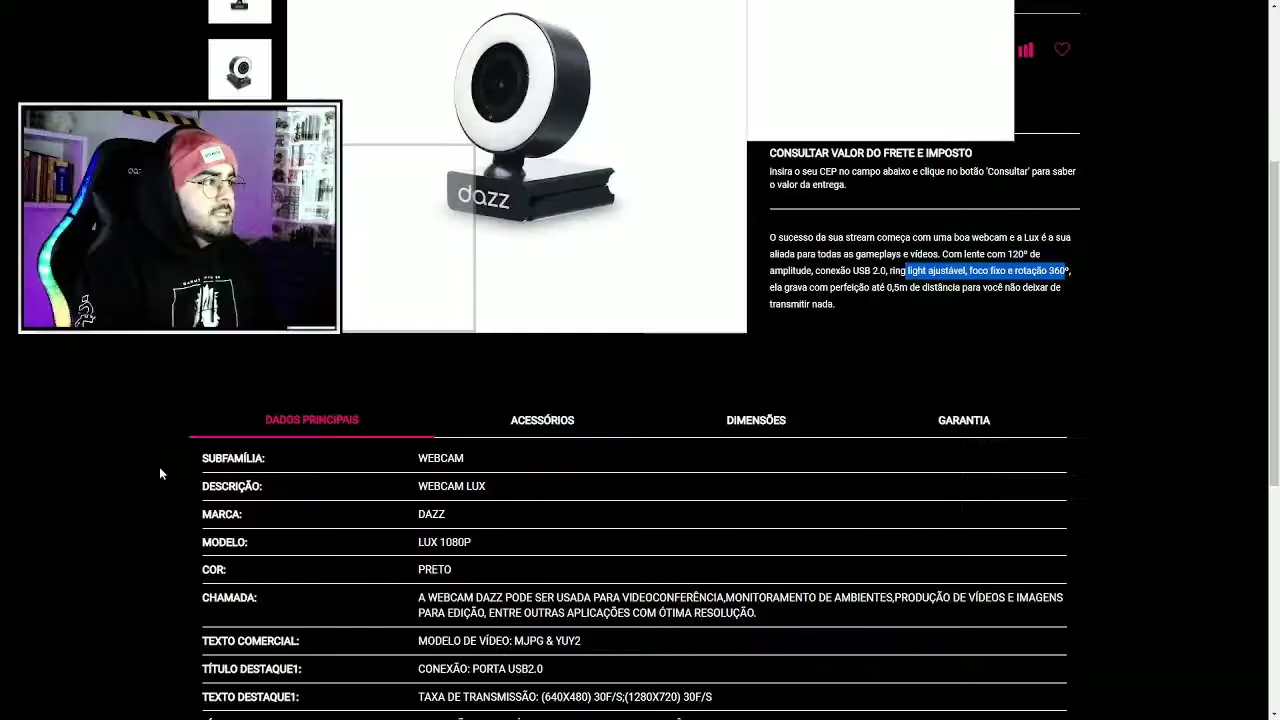 dazz
CONSULTAR VALOR DO FRETE E IMPOSTO
Insira o seu CEP no campo abaixo e clique no botão 'Consultar' para saber
o valor da entrega.
O sucesso da sua stream começa com uma boa webcam e a Lux é a sua
aliada para todas as gameplays e vídeos. Com lente com 120º de
amplitude, conexão USB 2.0, ring light ajustável, foco fixo e rotação 360º,
ela grava com perfeição até 0,5m de distância para você não deixar de
transmitir nada.
DADOS PRINCIPAIS
ACESSÓRIOS
DIMENSÕES
GARANTIA
SUBFAMÍLIA: WEBCAM
DESCRIÇÃO: WEBCAM LUX
MARCA: DAZZ
MODELO: LUX 1080P
COR: PRETO
CHAMADA: A WEBCAM DAZZ PODE SER USADA PARA VIDEOCONFERÊNCIA,MONITORAMENTO DE AMBIENTES,PRODUÇÃO DE VÍDEOS E IMAGENS
PARA EDIÇÃO, ENTRE OUTRAS APLICAÇÕES COM ÓTIMA RESOLUÇÃO.
TEXTO COMERCIAL: MODELO DE VÍDEO: MJPG & YUY2
TÍTULO DESTAQUE1: CONEXÃO: PORTA USB2.0
TEXTO DESTAQUE1: TAXA DE TRANSMISSÃO: (640X480) 30F/S;(1280X720) 30F/S